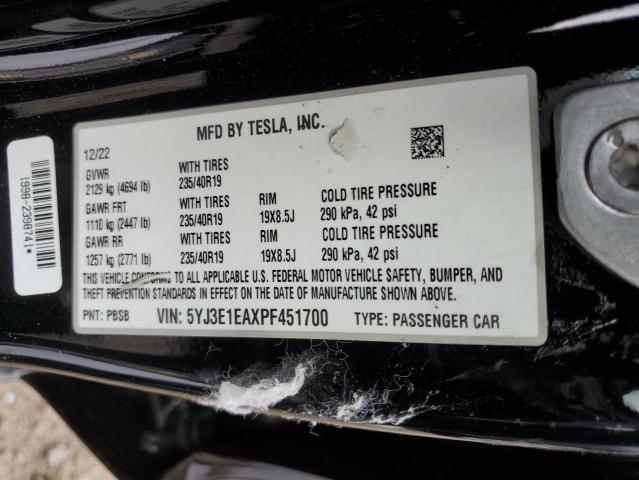 MFD BY TESLA, INC.
12/22
GVWR WITH TIRES
2129 kg (4694 lb) 235/40R19
GAWR FRT WITH TIRES RIM COLD TIRE PRESSURE
1110 kg (2447 lb) 235/40R19 19X8.5J 290 kPa, 42 psi
GAWR RR WITH TIRES RIM COLD TIRE PRESSURE
1257 kg (2771 lb) 235/40R19 19X8.5J 290 kPa, 42 psi
THIS VEHICLE CONFORMS TO ALL APPLICABLE U.S. FEDERAL MOTOR VEHICLE SAFETY, BUMPER, AND
THEFT PREVENTION STANDARDS IN EFFECT ON THE DATE OF MANUFACTURE SHOWN ABOVE.
PNT: PBSB VIN: 5YJ3E1EAXPF451700 TYPE: PASSENGER CAR